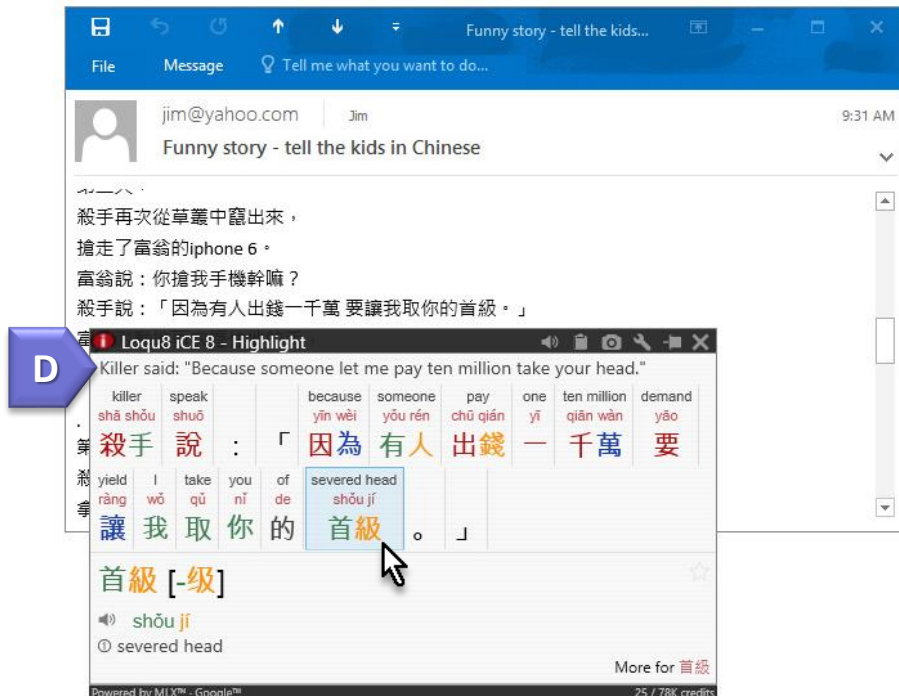 Funny story - tell the kids...
File Message Tell me what you want to do...
jim@yahoo.com Jim 9:31 AM
Funny story - tell the kids in Chinese
殺手再次從草叢中竄出來，
搶走了富翁的iphone 6。
富翁說：你搶我手機幹嘛？
殺手說：「因為有人出錢一千萬 要讓我取你的首級。」
富
D
Loqu8 iCE 8 - Highlight
Killer said: "Because someone let me pay ten million take your head."
killer speak because someone pay one ten million demand
shā shǒu shuō yīn wèi yǒu rén chū qián yī qiān wàn yāo
殺手 說 ： 「 因為 有人 出錢 一 千萬 要
第
殺
yield I take you of severed head
ràng wǒ qǔ nǐ de shǒu jí
讓 我 取 你 的 首級 。 」
拿
首級 [-级]
shǒu jí
① severed head
More for 首級
Powered by MLX™ - Google™ 25 / 78K credits